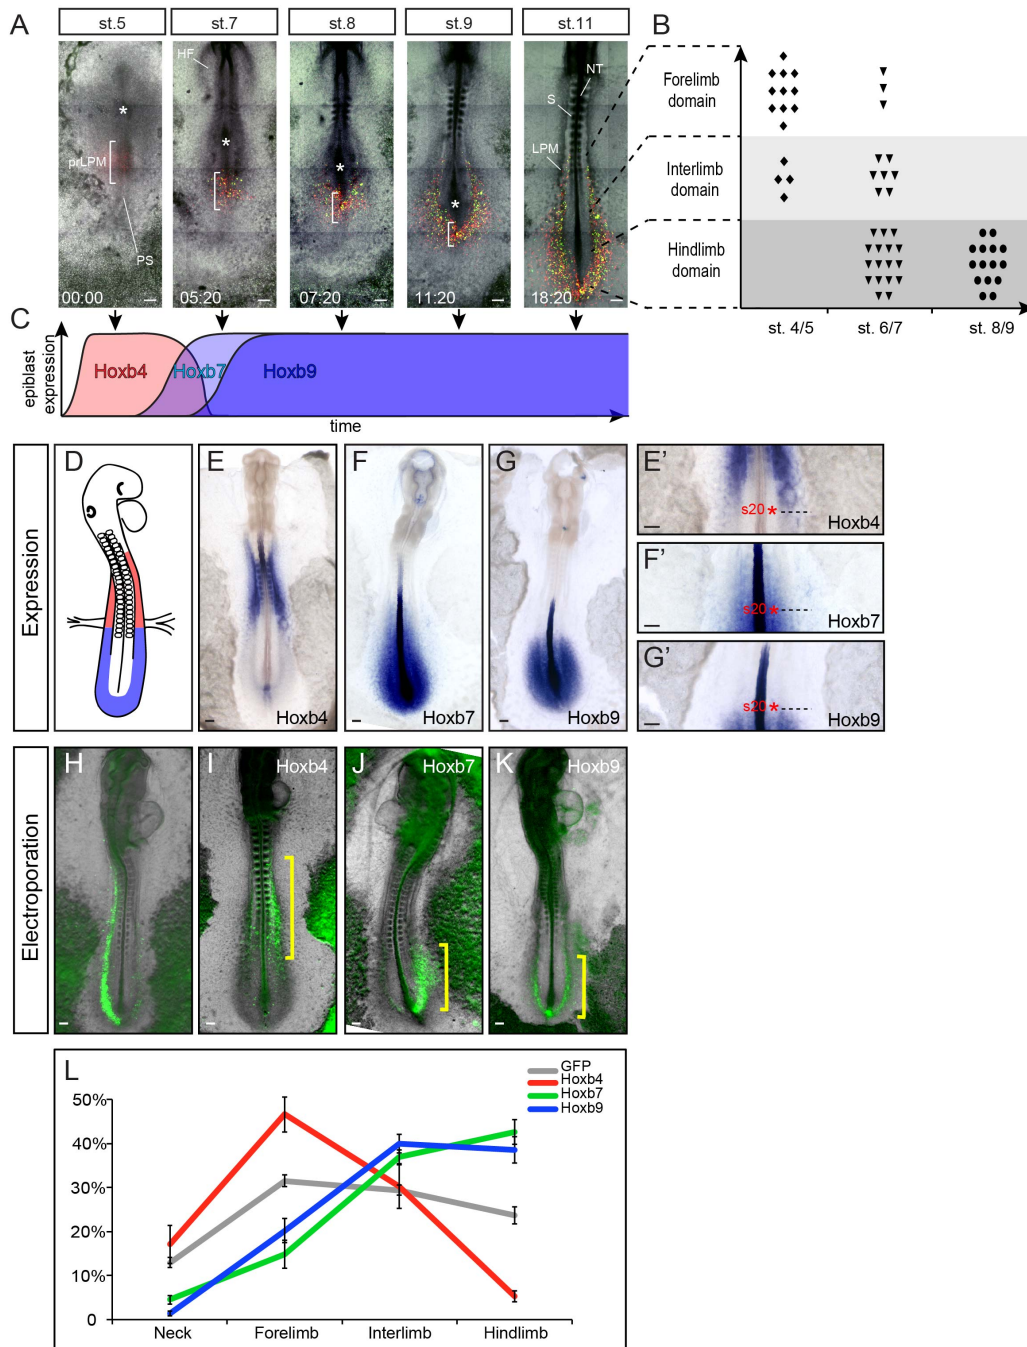 A
st.5
st.7
st.8
st.9
st.11
B
HF
NT
S
LPM
prLPM
PS
00:00
05:20
07:20
11:20
18:20
Forelimb
domain
Interlimb
domain
Hindlimb
domain
st. 4/5
st. 6/7
st. 8/9
C
epiblast
expression
Hoxb4
Hoxb7
Hoxb9
time
Expression
D
E
Hoxb4
F
Hoxb7
G
Hoxb9
E'
s20
Hoxb4
F'
s20
Hoxb7
G'
s20
Hoxb9
Electroporation
H
I
Hoxb4
J
Hoxb7
K
Hoxb9
L
GFP
Hoxb4
Hoxb7
Hoxb9
50%
40%
30%
20%
10%
0
Neck
Forelimb
Interlimb
Hindlimb